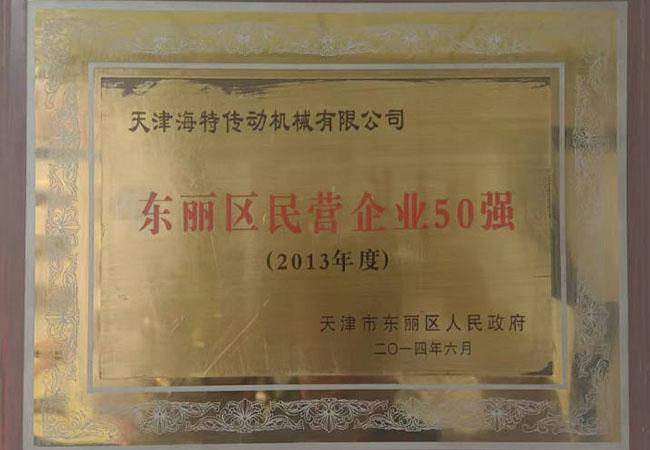 天津海特传动机械有限公司
东丽区民营企业50强
(2013年度)
天津市东丽区人民政府
二〇一四年六月